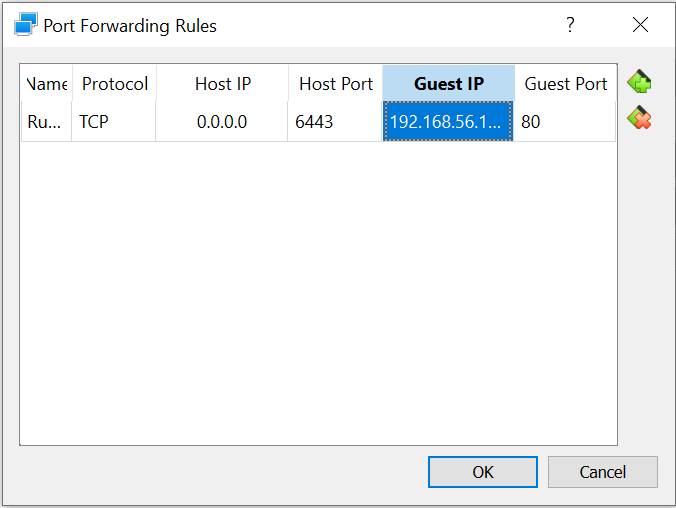 Port Forwarding Rules ?
Name Protocol Host IP Host Port Guest IP Guest Port
Ru... TCP 0.0.0.0 6443 192.168.56.1... 80
OK Cancel